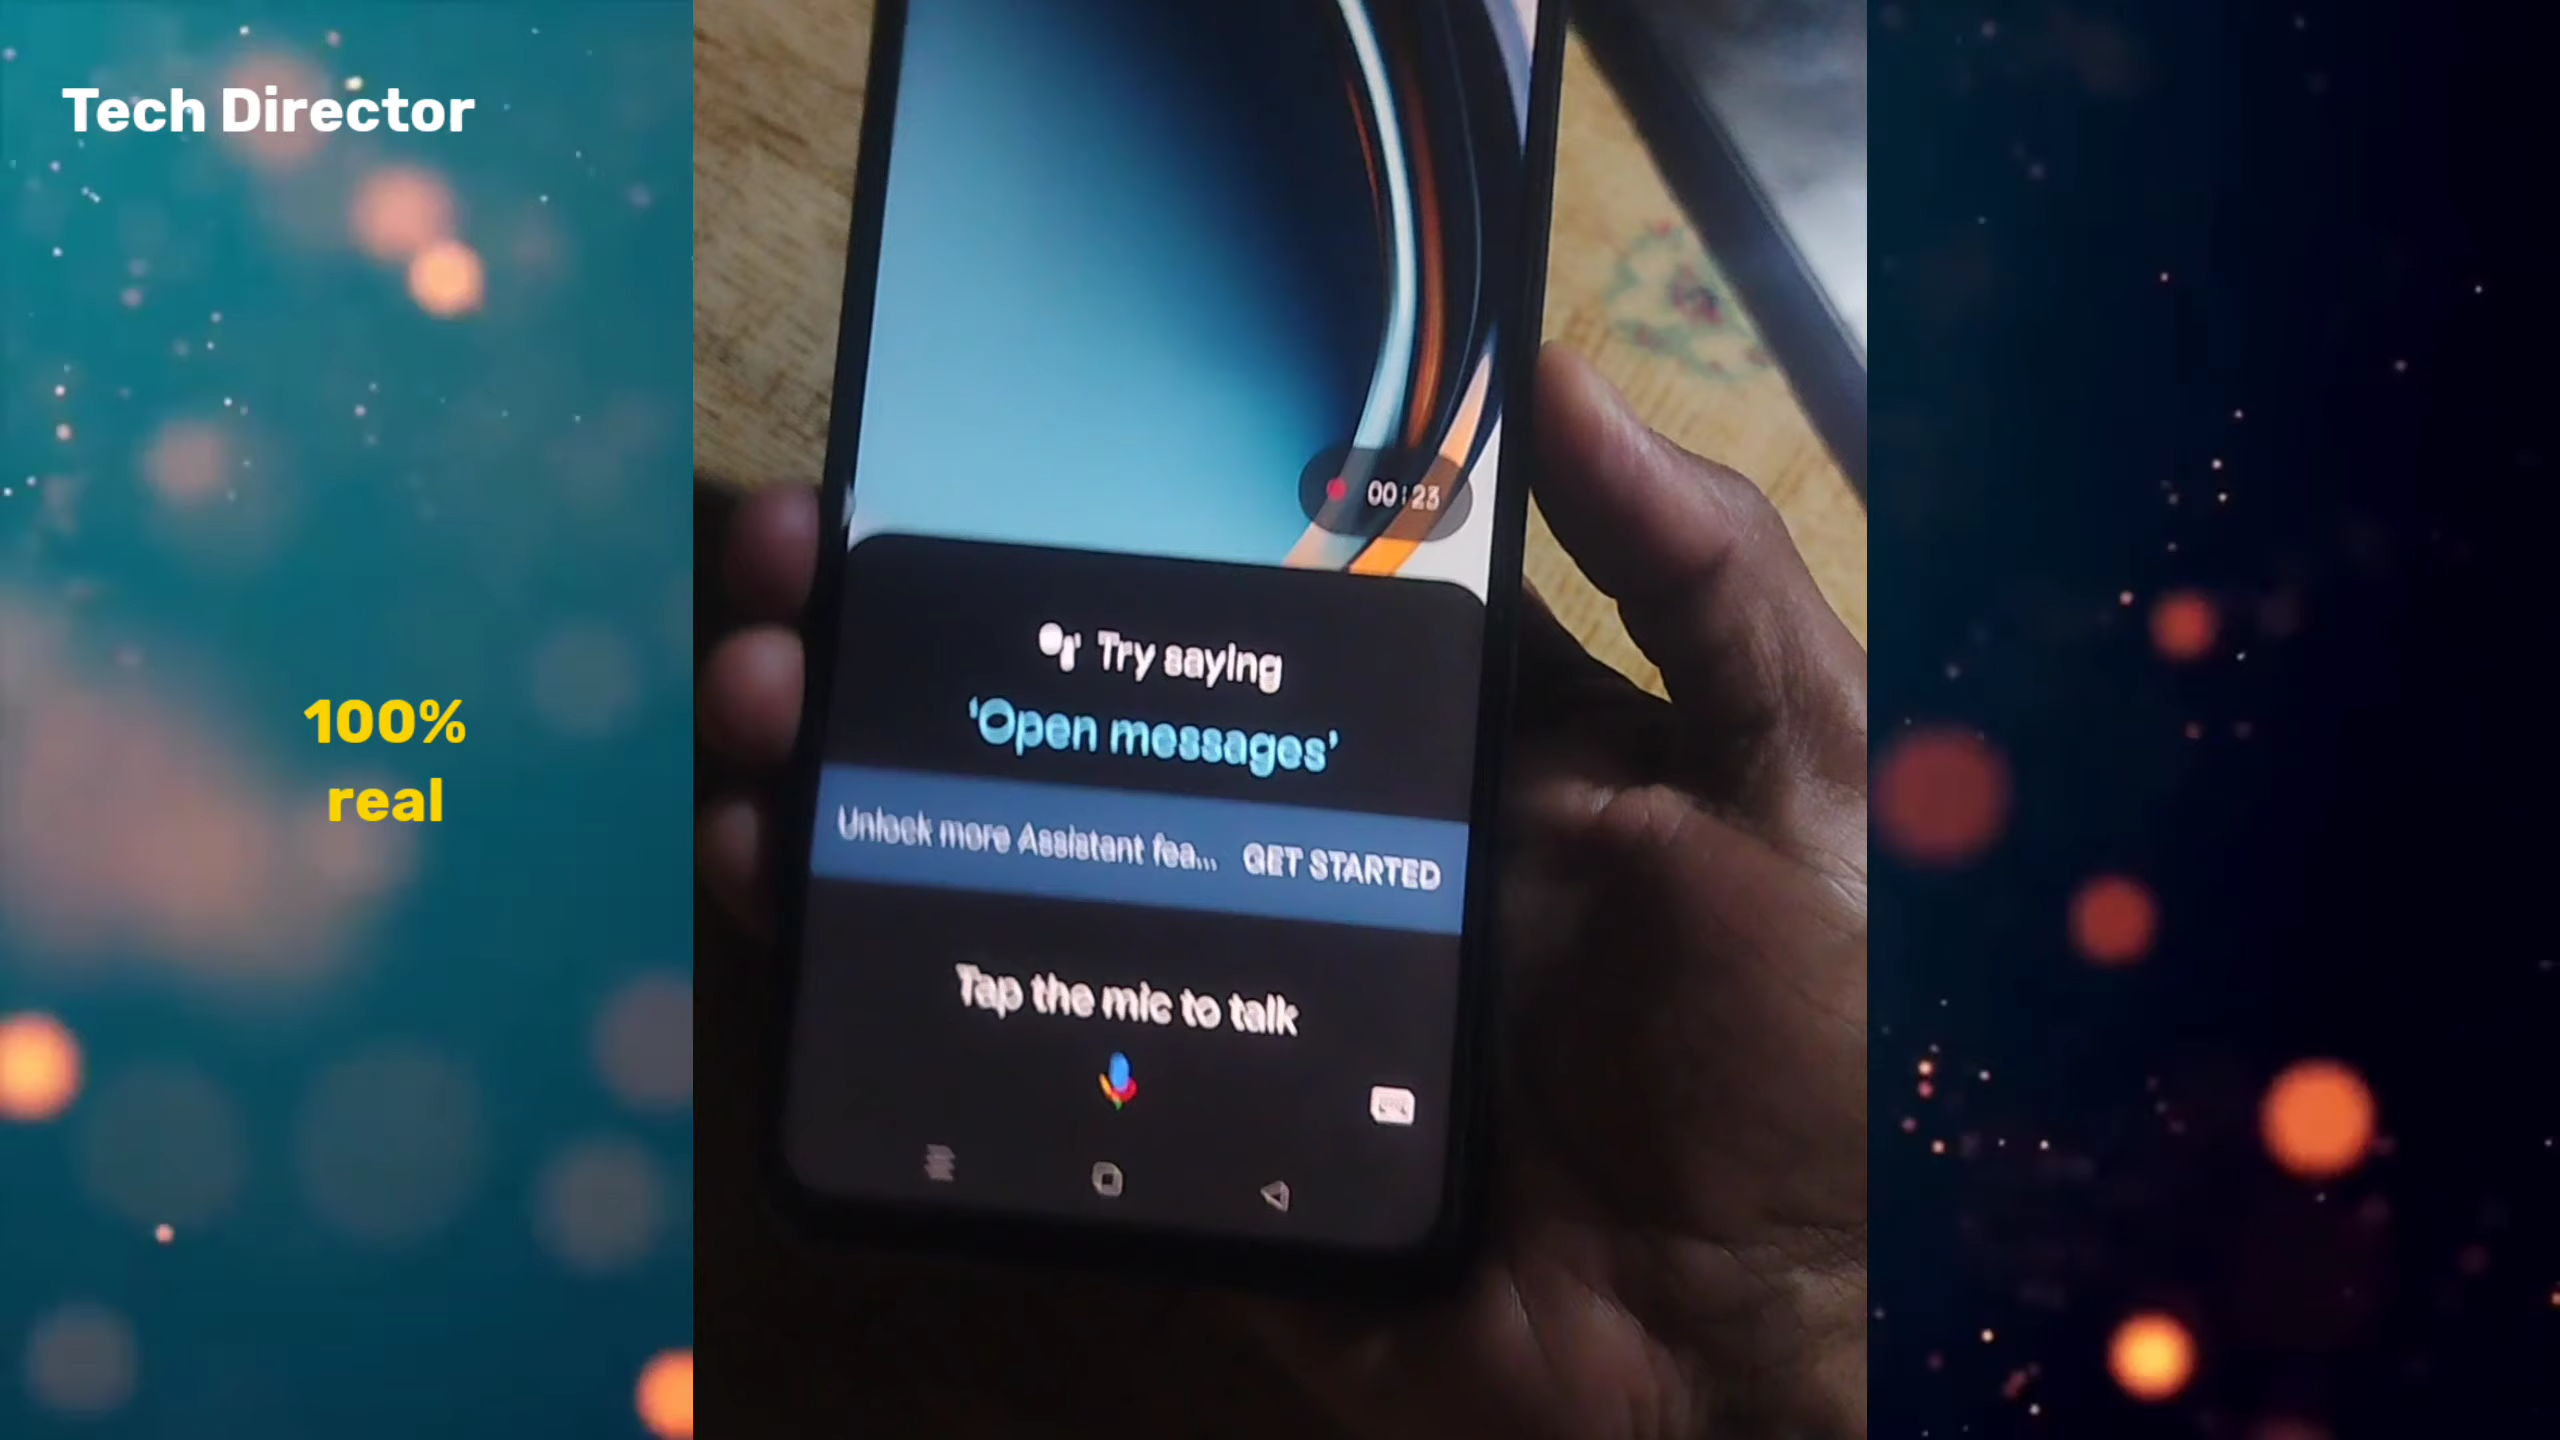 Tech Director
100%
real
00:23
Try saying
'Open messages'
Unlock more Assistant fea... GET STARTED
Tap the mic to talk